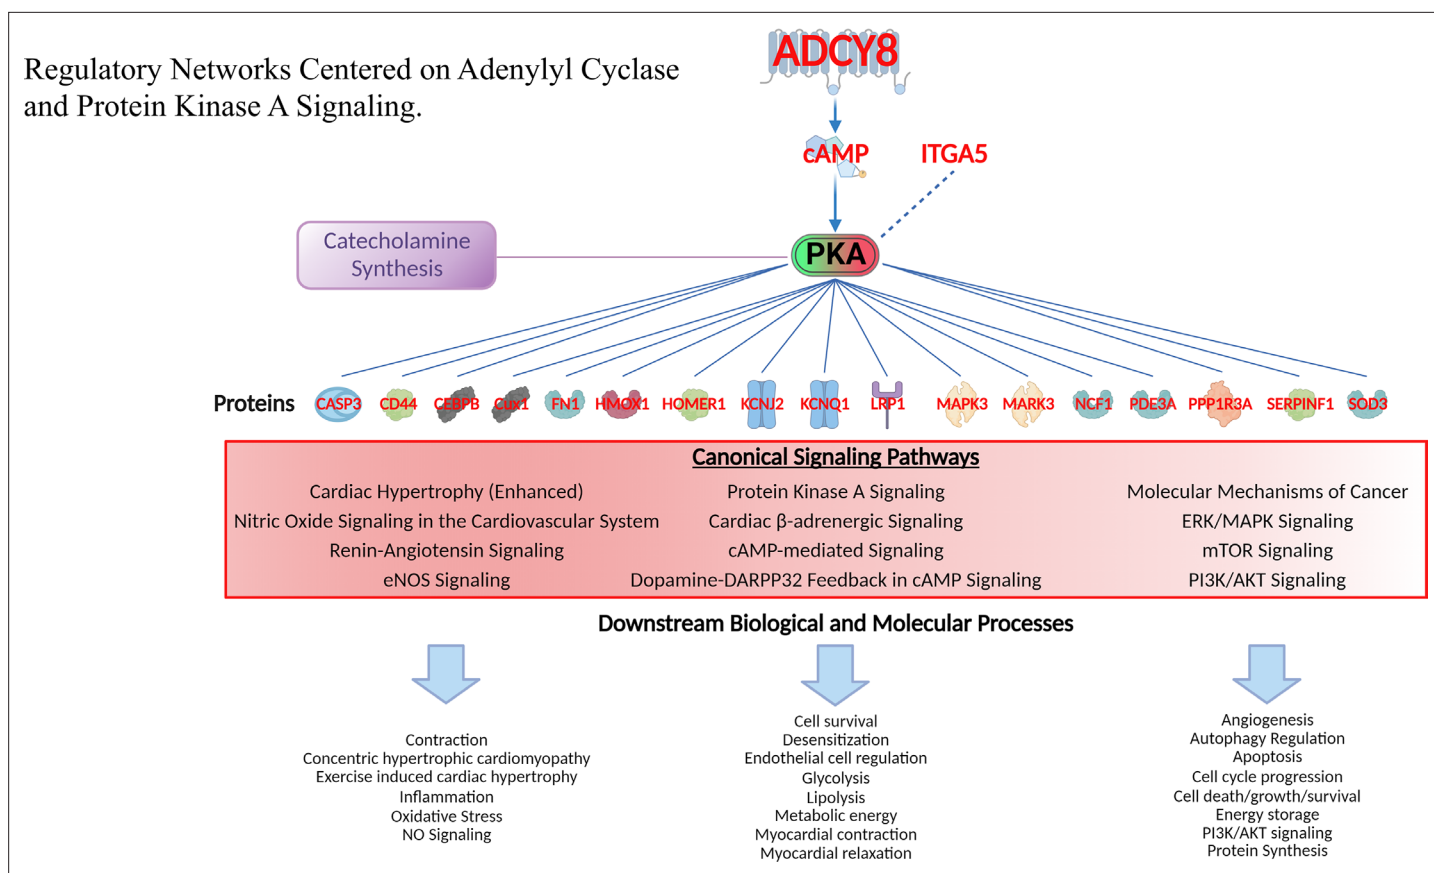 Regulatory Networks Centered on Adenylyl Cyclase
and Protein Kinase A Signaling.
ADCY8
cAMP
ITGA5
PKA
Catecholamine
Synthesis
Proteins CASP3 CD44 CEBPB Cux1 FN1 HMOX1 HOMER1 KCNJ2 KCNQ1 LRP1 MAPK3 MARK3 NCF1 PDE3A PPP1R3A SERPINF1 SOD3
Canonical Signaling Pathways
Cardiac Hypertrophy (Enhanced)
Nitric Oxide Signaling in the Cardiovascular System
Renin-Angiotensin Signaling
eNOS Signaling
Protein Kinase A Signaling
Cardiac β-adrenergic Signaling
cAMP-mediated Signaling
Dopamine-DARPP32 Feedback in cAMP Signaling
Molecular Mechanisms of Cancer
ERK/MAPK Signaling
mTOR Signaling
PI3K/AKT Signaling
Downstream Biological and Molecular Processes
Contraction
Concentric hypertrophic cardiomyopathy
Exercise induced cardiac hypertrophy
Inflammation
Oxidative Stress
NO Signaling
Cell survival
Desensitization
Endothelial cell regulation
Glycolysis
Lipolysis
Metabolic energy
Myocardial contraction
Myocardial relaxation
Angiogenesis
Autophagy Regulation
Apoptosis
Cell cycle progression
Cell death/growth/survival
Energy storage
PI3K/AKT signaling
Protein Synthesis